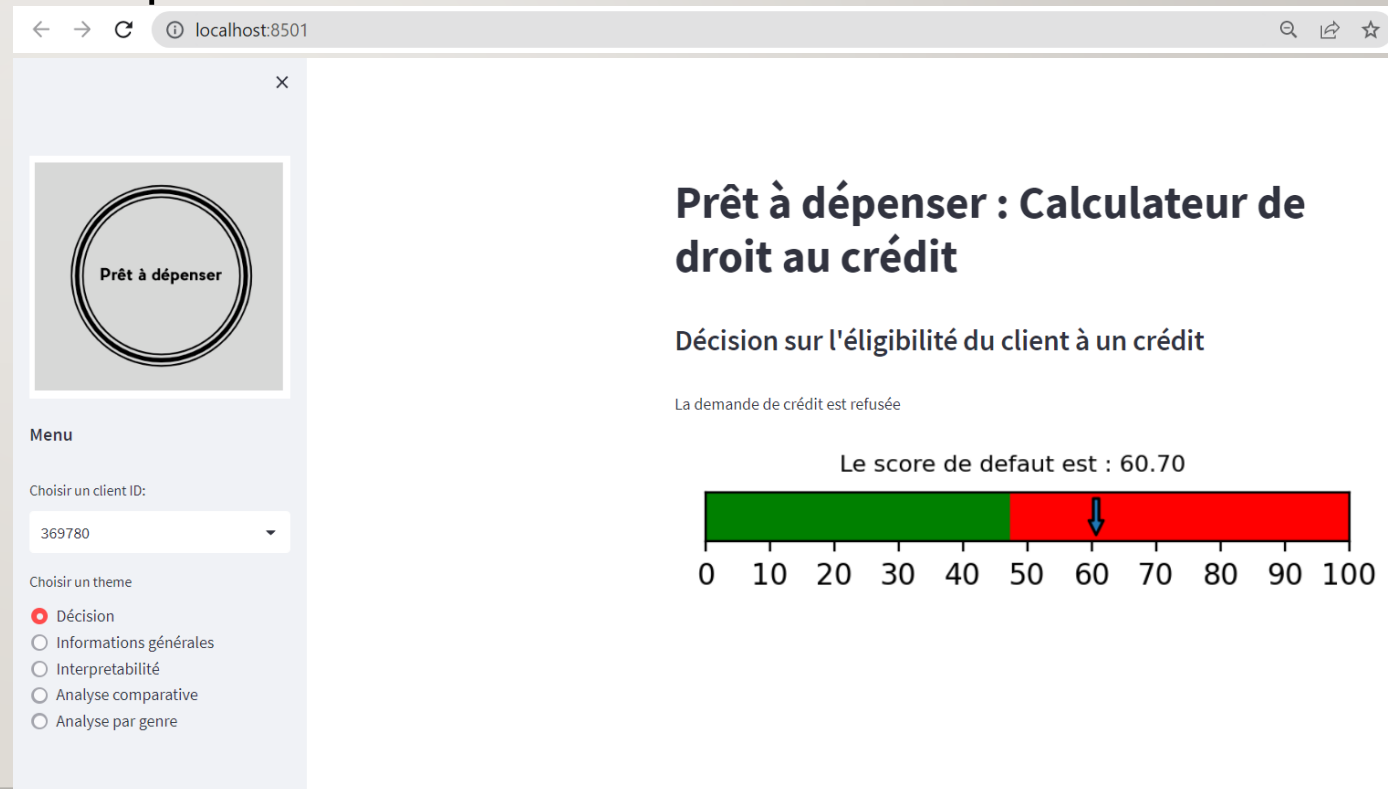 localhost:8501
Prêt à dépenser
Menu
Choisir un client ID:
369780
Choisir un theme
Décision
Informations générales
Interpretabilité
Analyse comparative
Analyse par genre
Prêt à dépenser : Calculateur de
droit au crédit
Décision sur l'éligibilité du client à un crédit
La demande de crédit est refusée
Le score de defaut est : 60.70
0 10 20 30 40 50 60 70 80 90 100